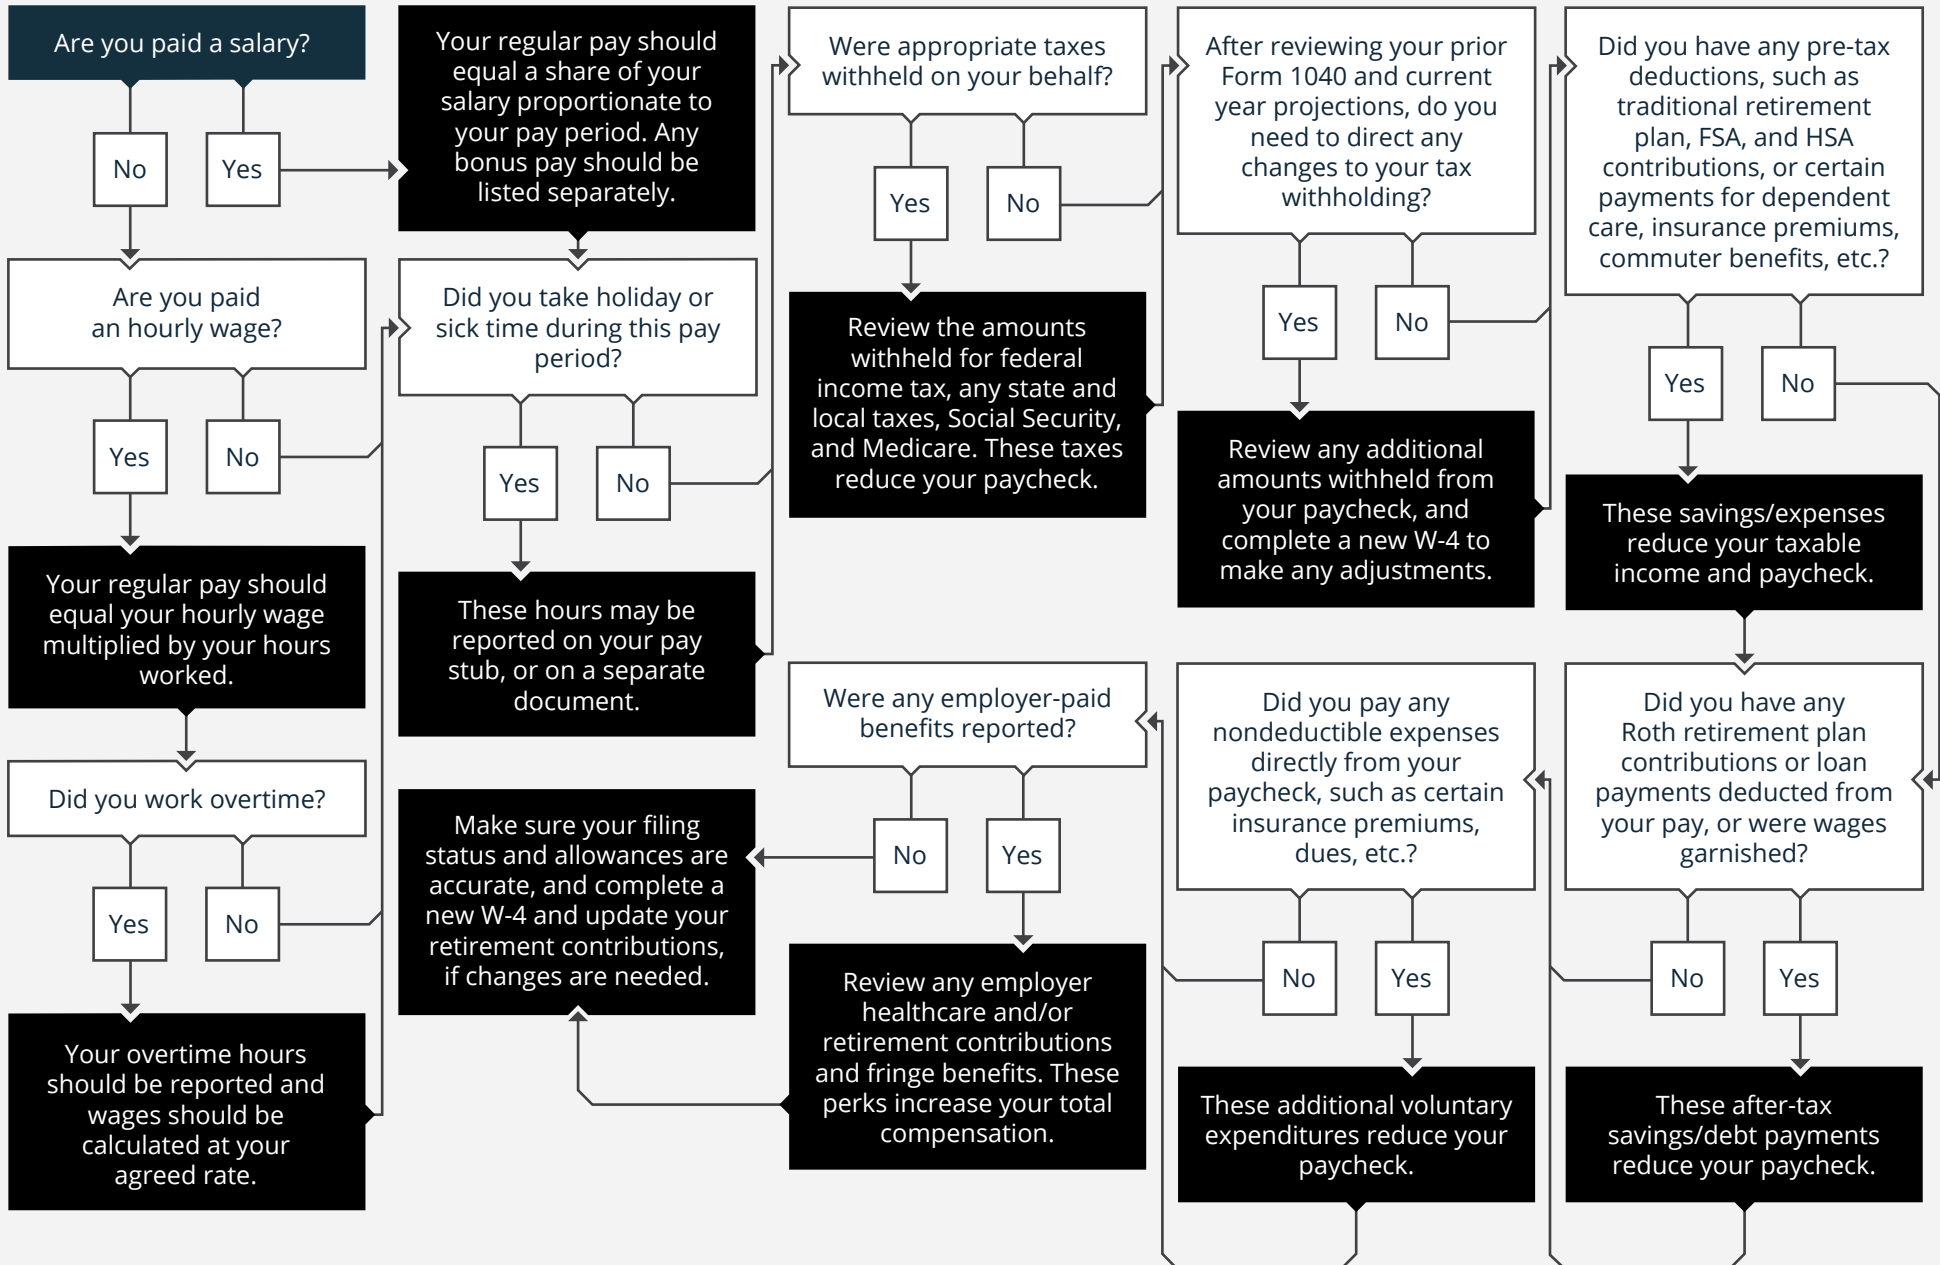 Are you paid a salary?
No
Yes
Your regular pay should
equal a share of your
salary proportionate to
your pay period. Any
bonus pay should be
listed separately.
Are you paid
an hourly wage?
Yes
No
Your regular pay should
equal your hourly wage
multiplied by your hours
worked.
Did you work overtime?
Yes
No
Your overtime hours
should be reported and
wages should be
calculated at your
agreed rate.
Did you take holiday or
sick time during this pay
period?
Yes
No
These hours may be
reported on your pay
stub, or on a separate
document.
Were appropriate taxes
withheld on your behalf?
Yes
No
Review the amounts
withheld for federal
income tax, any state and
local taxes, Social Security,
and Medicare. These taxes
reduce your paycheck.
After reviewing your prior
Form 1040 and current
year projections, do you
need to direct any
changes to your tax
withholding?
Yes
No
Review any additional
amounts withheld from
your paycheck, and
complete a new W-4 to
make any adjustments.
Did you have any pre-tax
deductions, such as
traditional retirement
plan, FSA, and HSA
contributions, or certain
payments for dependent
care, insurance premiums,
commuter benefits, etc.?
Yes
No
These savings/expenses
reduce your taxable
income and paycheck.
Did you have any
Roth retirement plan
contributions or loan
payments deducted from
your pay, or were wages
garnished?
No
Yes
These after-tax
savings/debt payments
reduce your paycheck.
Did you pay any
nondeductible expenses
directly from your
paycheck, such as certain
insurance premiums,
dues, etc.?
No
Yes
These additional voluntary
expenditures reduce your
paycheck.
Were any employer-paid
benefits reported?
No
Yes
Review any employer
healthcare and/or
retirement contributions
and fringe benefits. These
perks increase your total
compensation.
Make sure your filing
status and allowances are
accurate, and complete a
new W-4 and update your
retirement contributions,
if changes are needed.